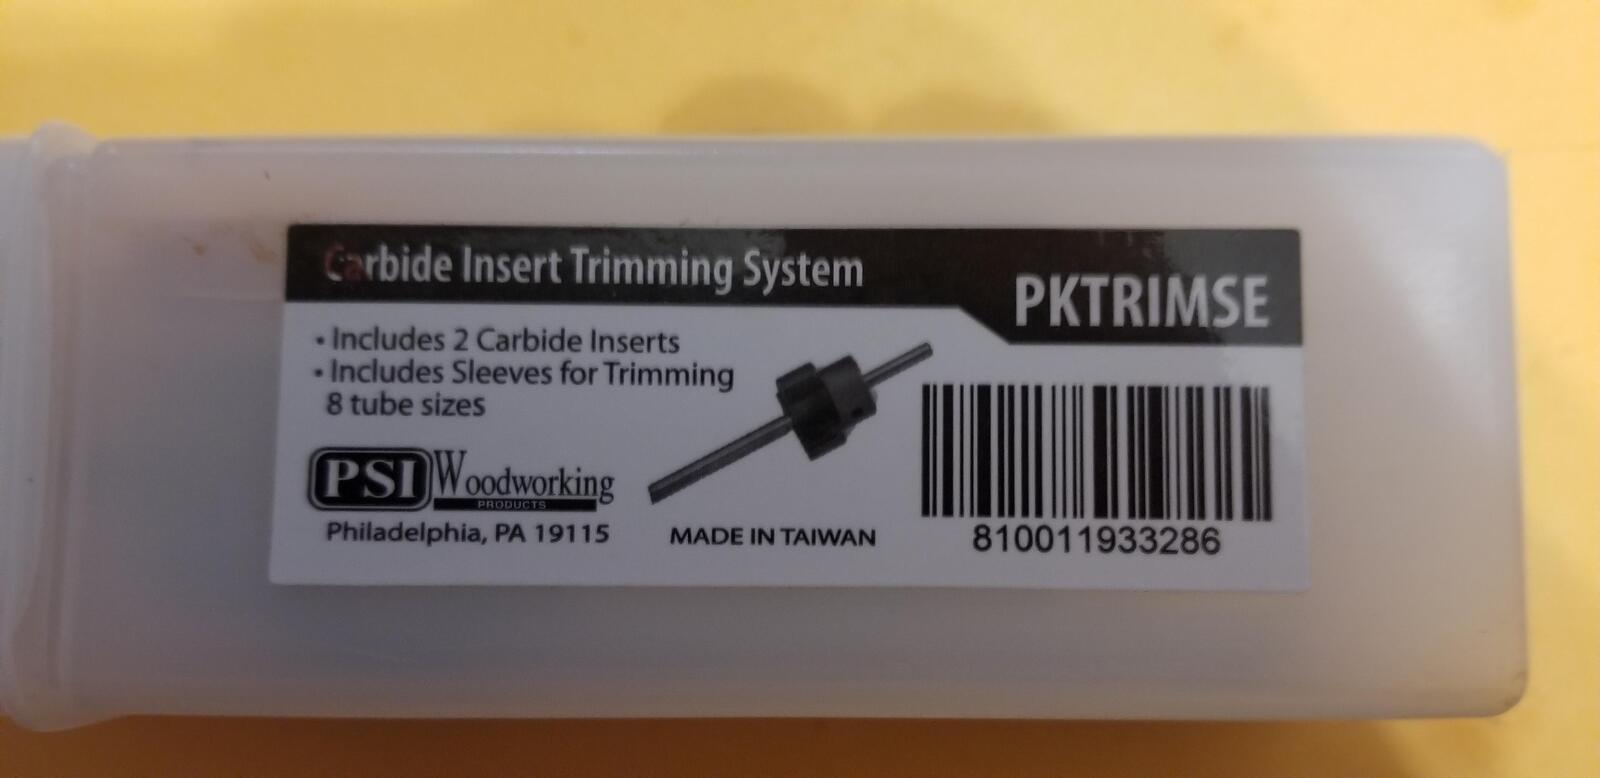 Carbide Insert Trimming System
PKTRIMSE
• Includes 2 Carbide Inserts
• Includes Sleeves for Trimming
8 tube sizes
PSI Woodworking
PRODUCTS
Philadelphia, PA 19115
MADE IN TAIWAN
810011933286